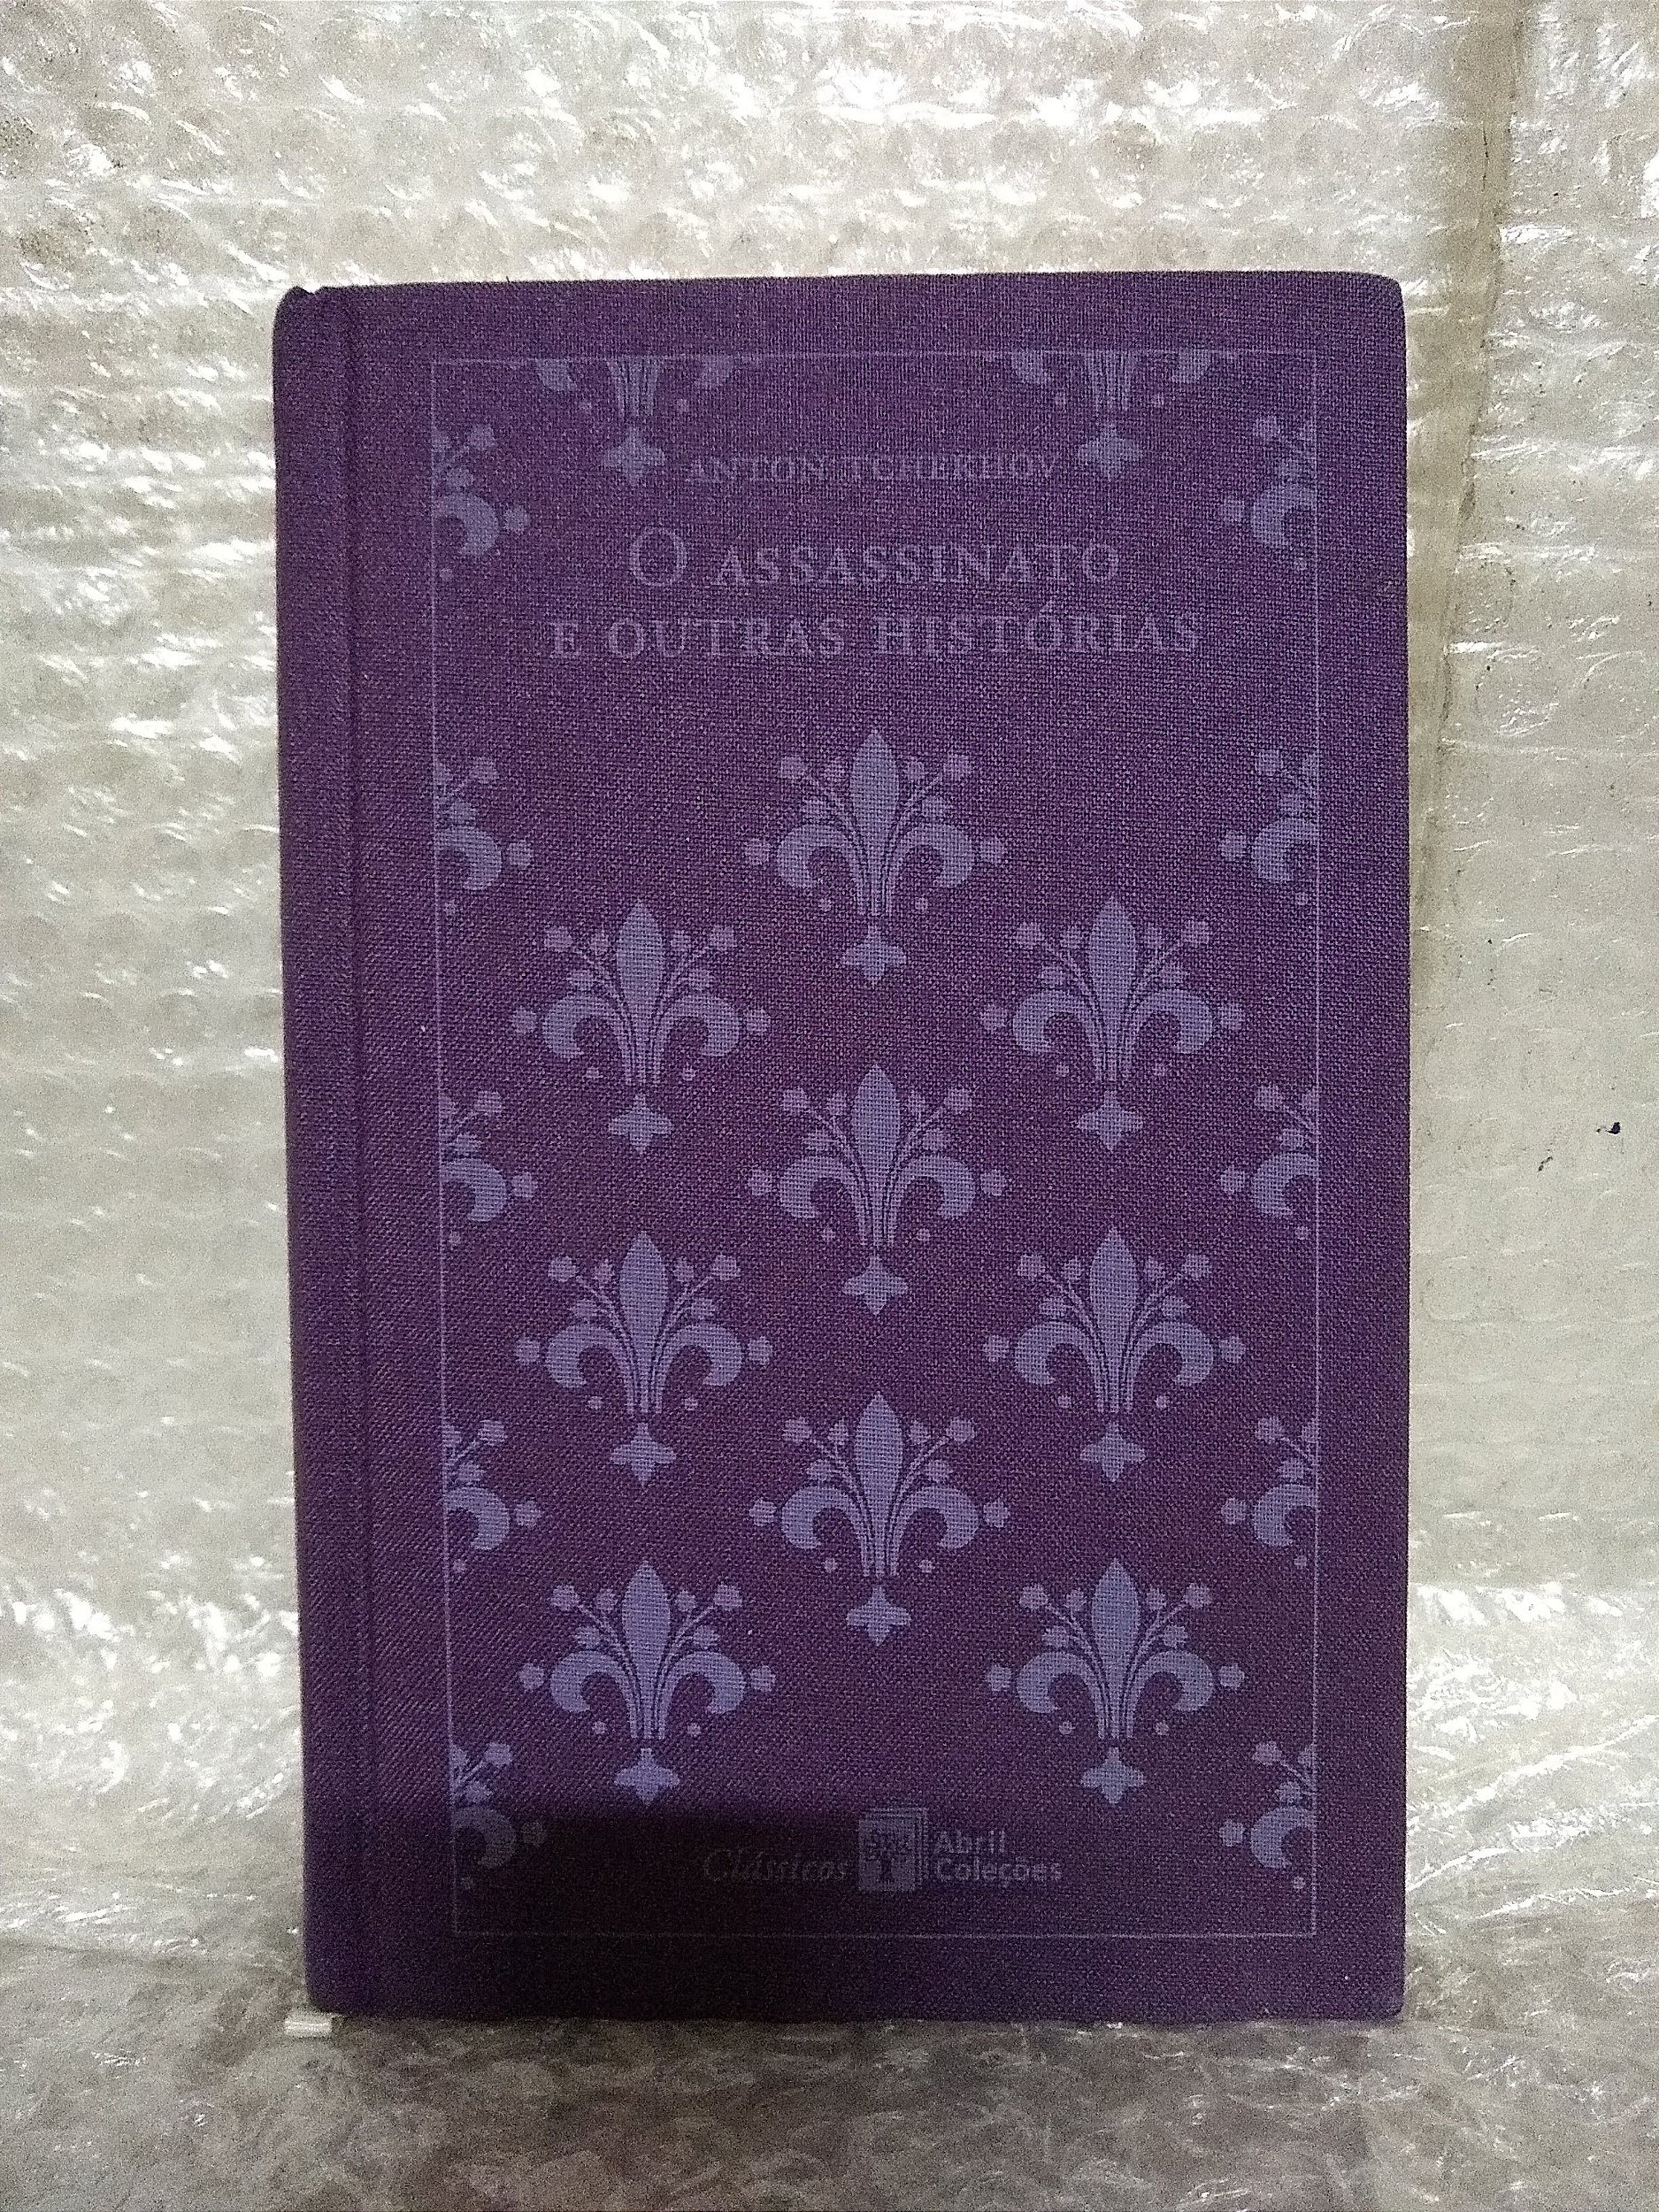 ANTON TCHEKHOV
O ASSASSINATO
E OUTRAS HISTÓRIAS
Clássicos Abril
Coleções